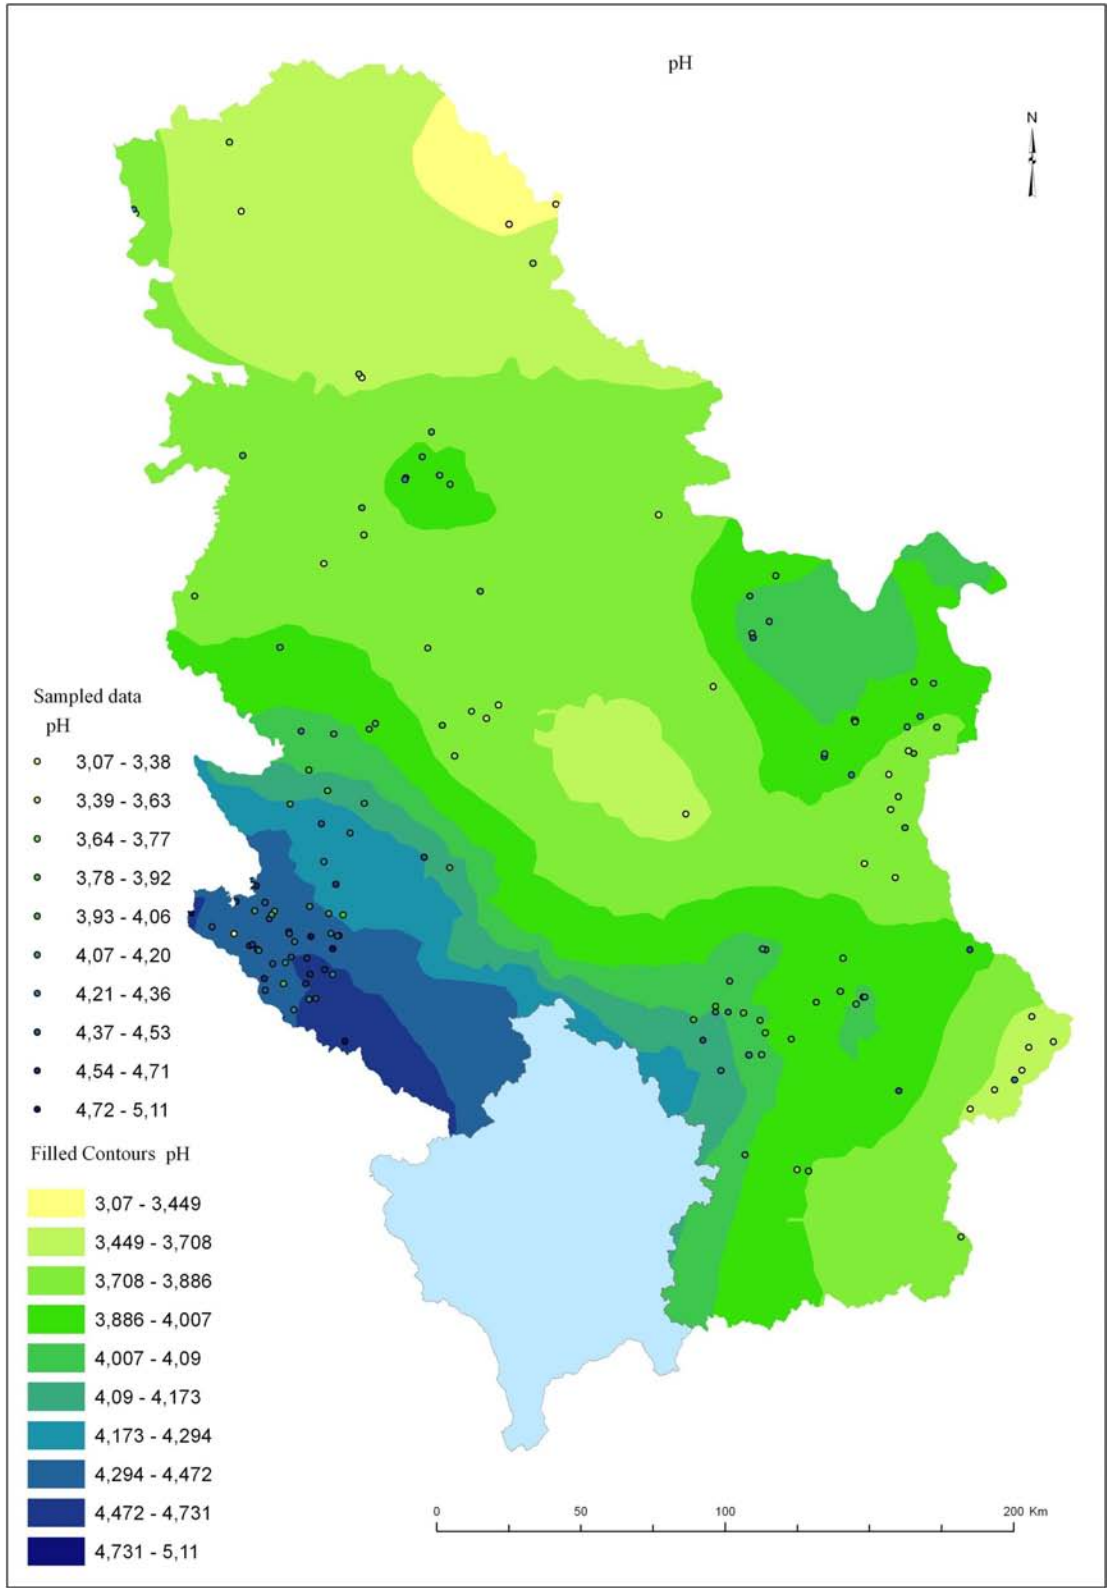 pH
N
Sampled data
pH
3,07 - 3,38
3,39 - 3,63
3,64 - 3,77
3,78 - 3,92
3,93 - 4,06
4,07 - 4,20
4,21 - 4,36
4,37 - 4,53
4,54 - 4,71
4,72 - 5,11
Filled Contours pH
3,07 - 3,449
3,449 - 3,708
3,708 - 3,886
3,886 - 4,007
4,007 - 4,09
4,09 - 4,173
4,173 - 4,294
4,294 - 4,472
4,472 - 4,731
4,731 - 5,11
0 50 100 200 Km